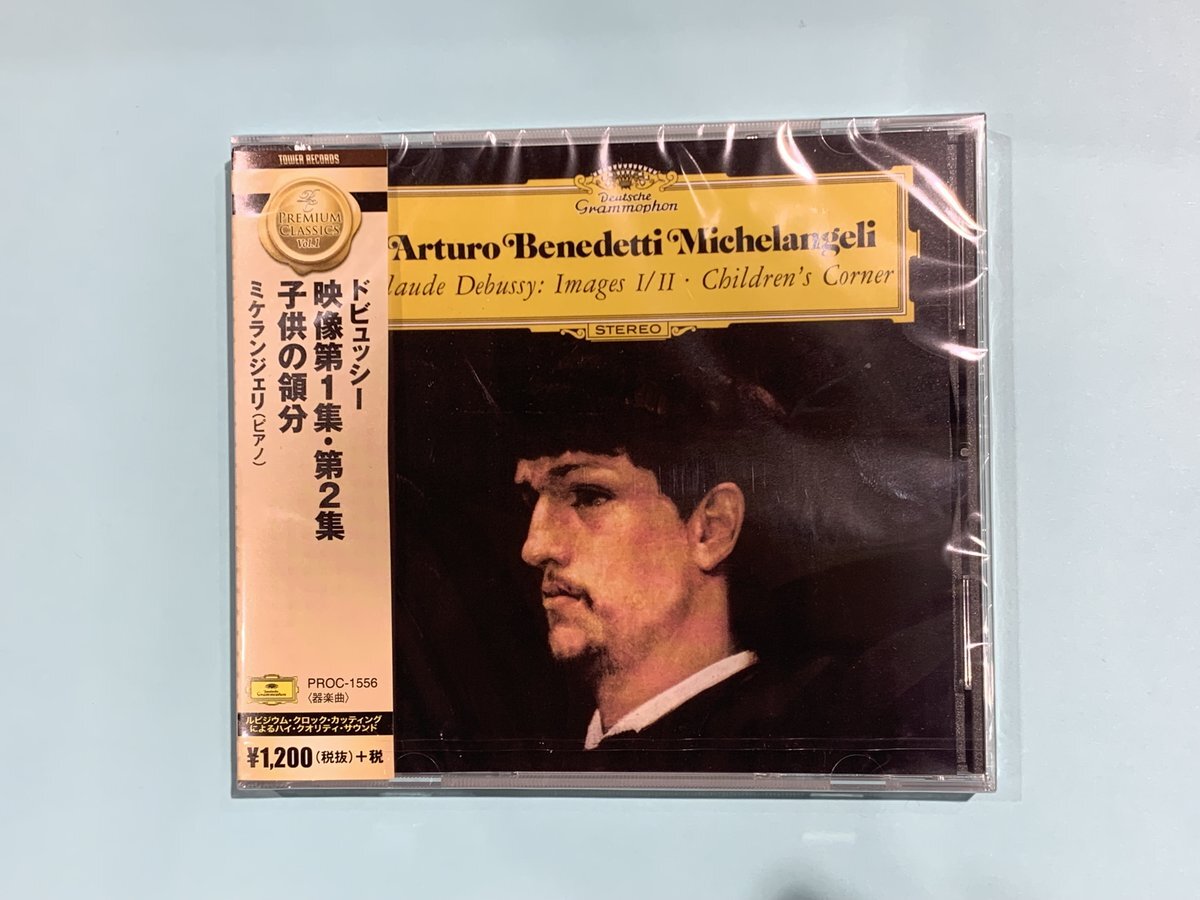 TOWER RECORDS
PREMIUM
CLASSICS
Vol.1
ドビュッシー
映像第1集・第2集
子供の領分
ミケランジェリ(ピアノ)
Deutsche
Grammophon
PROC-1556
〈器楽曲〉
ルビジウム・クロック・カッティング
によるハイ・クオリティ・サウンド
¥1,200(税抜)+税
Deutsche
Grammophon
Arturo Benedetti Michelangeli
laude Debussy: Images I/II · Children's Corner
STEREO